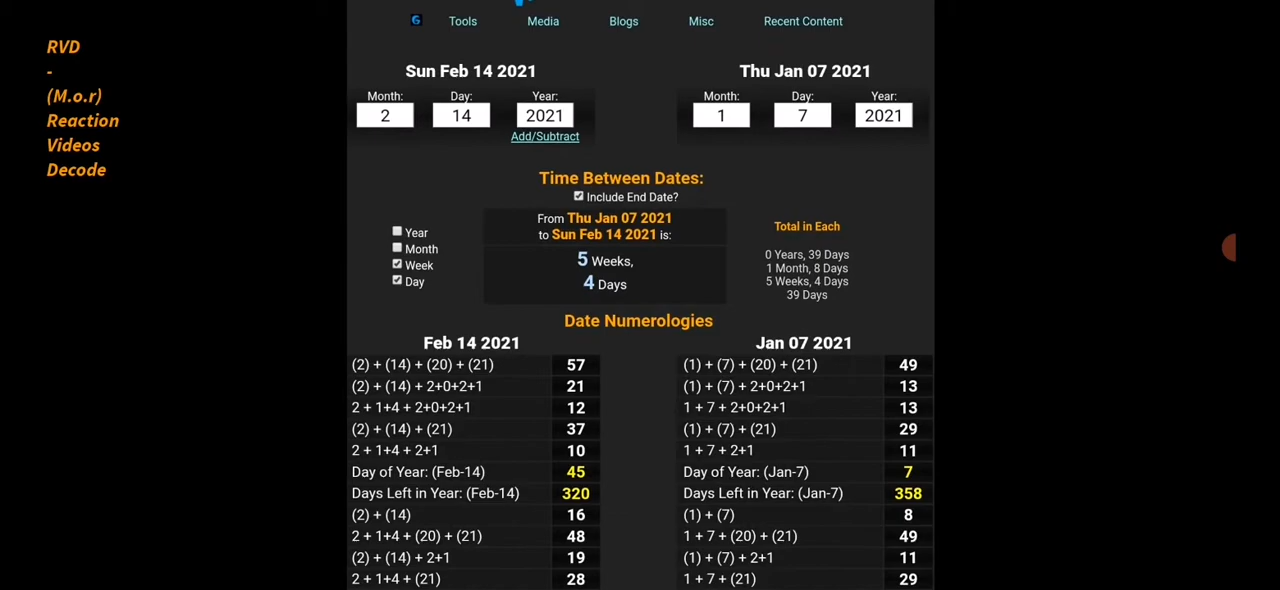 RVD
-
(M.o.r)
Reaction
Videos
Decode
Tools Media Blogs Misc Recent Content
Sun Feb 14 2021
Month: Day: Year:
2 14 2021
Add/Subtract
Thu Jan 07 2021
Month: Day: Year:
1 7 2021
Time Between Dates:
Include End Date?
Year
Month
Week
Day
From Thu Jan 07 2021
to Sun Feb 14 2021 is:
5 Weeks,
4 Days
Total in Each
0 Years, 39 Days
1 Month, 8 Days
5 Weeks, 4 Days
39 Days
Date Numerologies
Feb 14 2021
(2) + (14) + (20) + (21) 57
(2) + (14) + 2+0+2+1 21
2 + 1+4 + 2+0+2+1 12
(2) + (14) + (21) 37
2 + 1+4 + 2+1 10
Day of Year: (Feb-14) 45
Days Left in Year: (Feb-14) 320
(2) + (14) 16
2 + 1+4 + (20) + (21) 48
(2) + (14) + 2+1 19
2 + 1+4 + (21) 28
Jan 07 2021
(1) + (7) + (20) + (21) 49
(1) + (7) + 2+0+2+1 13
1 + 7 + 2+0+2+1 13
(1) + (7) + (21) 29
1 + 7 + 2+1 11
Day of Year: (Jan-7) 7
Days Left in Year: (Jan-7) 358
(1) + (7) 8
1 + 7 + (20) + (21) 49
(1) + (7) + 2+1 11
1 + 7 + (21) 29